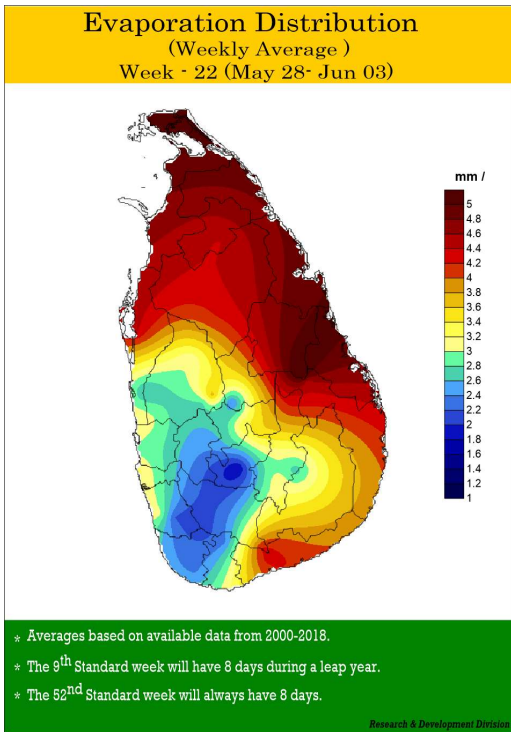 Evaporation Distribution
(Weekly Average )
Week - 22 (May 28- Jun 03)
mm /
5
4.8
4.6
4.4
4.2
4
3.8
3.6
3.4
3.2
3
2.8
2.6
2.4
2.2
2
1.8
1.6
1.4
1.2
1
* Averages based on available data from 2000-2018.
* The 9th Standard week will have 8 days during a leap year.
* The 52nd Standard week will always have 8 days.
Research & Development Division